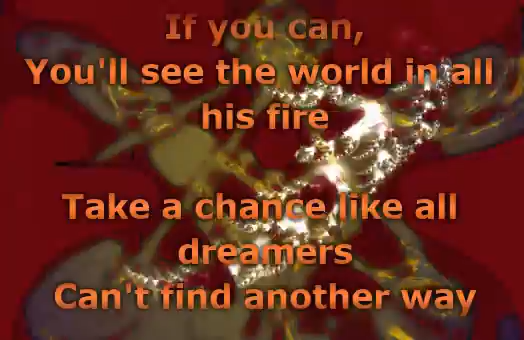 If you can,
You'll see the world in all
his fire
Take a chance like all
dreamers
Can't find another way